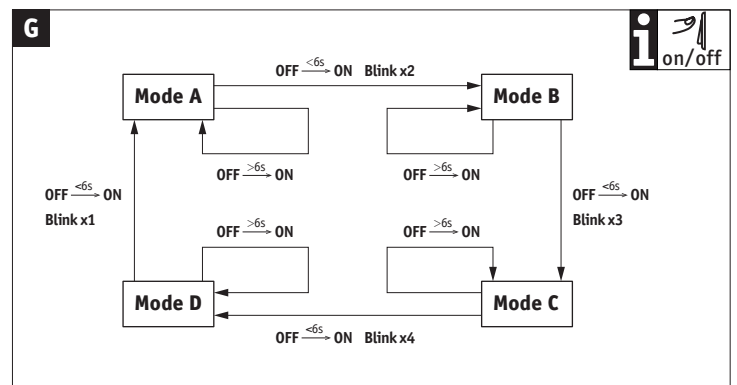 G
i
on/off
OFF <6s→ ON Blink x2
Mode A
Mode B
OFF >6s→ ON
OFF >6s→ ON
OFF <6s→ ON
Blink x1
OFF <6s→ ON
Blink x3
OFF >6s→ ON
OFF >6s→ ON
Mode D
Mode C
OFF <6s→ ON Blink x4